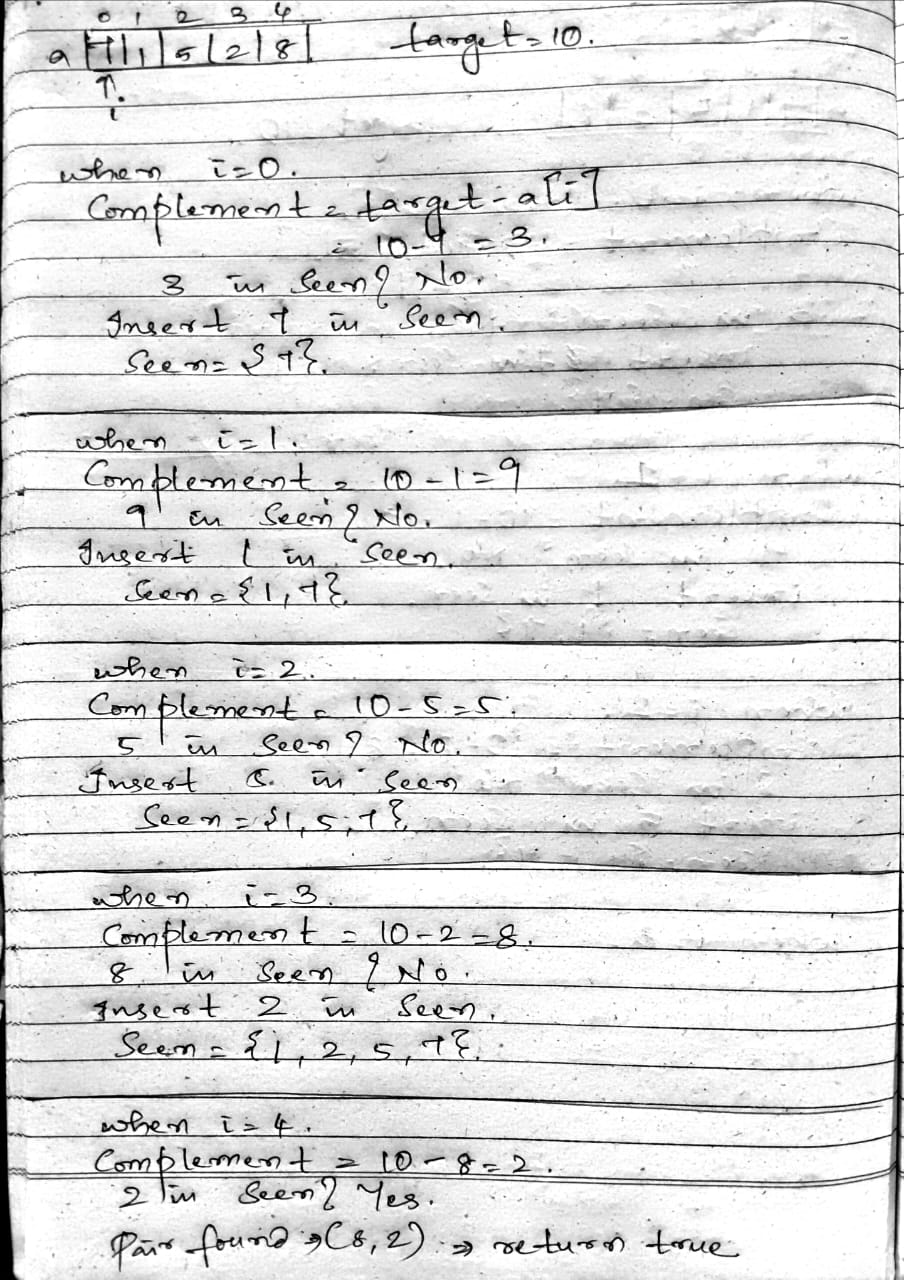 0 1 2 3 4
a 7 | 1 | 5 | 2 | 8 | target = 10.
↑
i
when i=0.
Complement = target - a[i]
= 10-7 = 3.
3 in Seen? No.
Insert 7 in Seen.
Seen = {7}.
when i=1.
Complement = 10-1=9
9 in Seen? No.
Insert 1 in Seen.
Seen = {1,7}.
when i=2.
Complement = 10-5=5.
5 in Seen? No.
Insert 5. in Seen
Seen = {1,5,7}.
when i=3.
Complement = 10-2=8.
8 in Seen? No.
Insert 2 in Seen.
Seen = {1,2,5,7}.
when i=4.
Complement = 10-8=2.
2 in Seen? Yes.
Pair found → (8,2) → return true